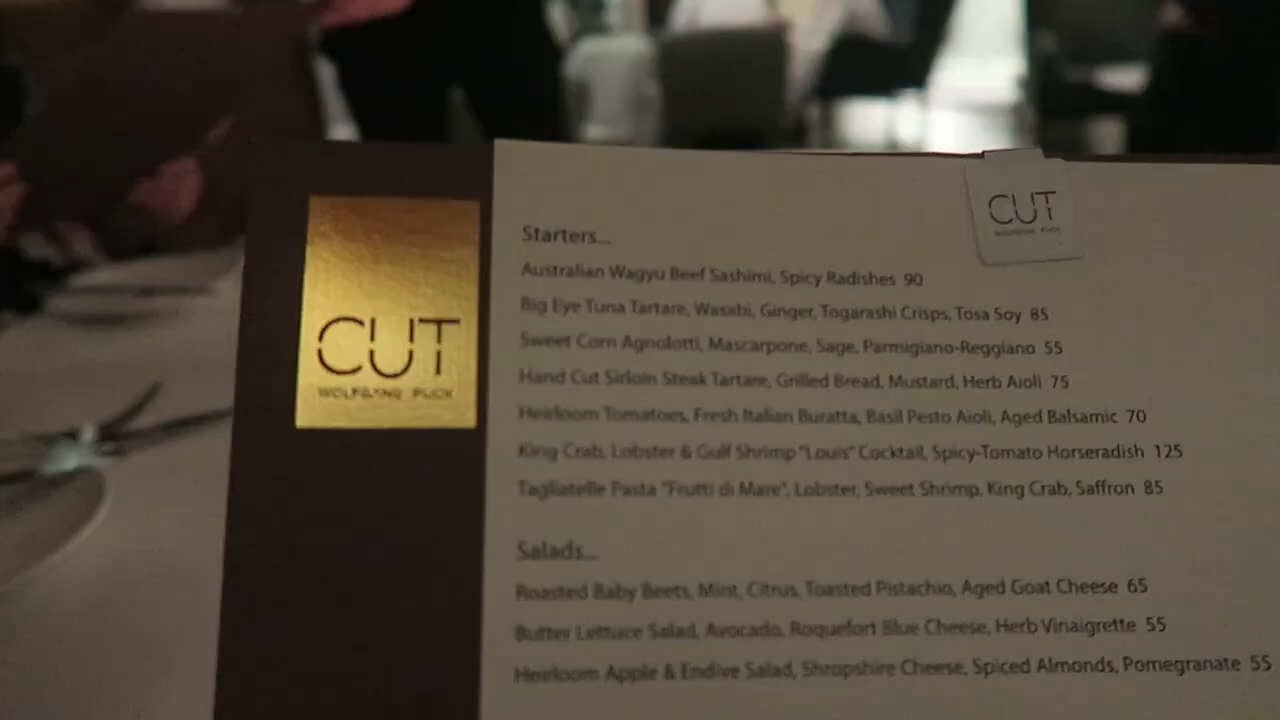 CUT
WOLFGANG PUCK
CUT
WOLFGANG PUCK
Starters...
Australian Wagyu Beef Sashimi, Spicy Radishes 90
Big Eye Tuna Tartare, Wasabi, Ginger, Togarashi Crisps, Tosa Soy 85
Sweet Corn Agnolotti, Mascarpone, Sage, Parmigiano-Reggiano 55
Hand Cut Sirloin Steak Tartare, Grilled Bread, Mustard, Herb Aioli 75
Heirloom Tomatoes, Fresh Italian Buratta, Basil Pesto Aioli, Aged Balsamic 70
King Crab, Lobster & Gulf Shrimp "Louis" Cocktail, Spicy-Tomato Horseradish 125
Tagliatelle Pasta "Frutti di Mare", Lobster, Sweet Shrimp, King Crab, Saffron 85
Salads...
Roasted Baby Beets, Mint, Citrus, Toasted Pistachio, Aged Goat Cheese 65
Butter Lettuce Salad, Avocado, Roquefort Blue Cheese, Herb Vinaigrette 55
Heirloom Apple & Endive Salad, Shropshire Cheese, Spiced Almonds, Pomegranate 55